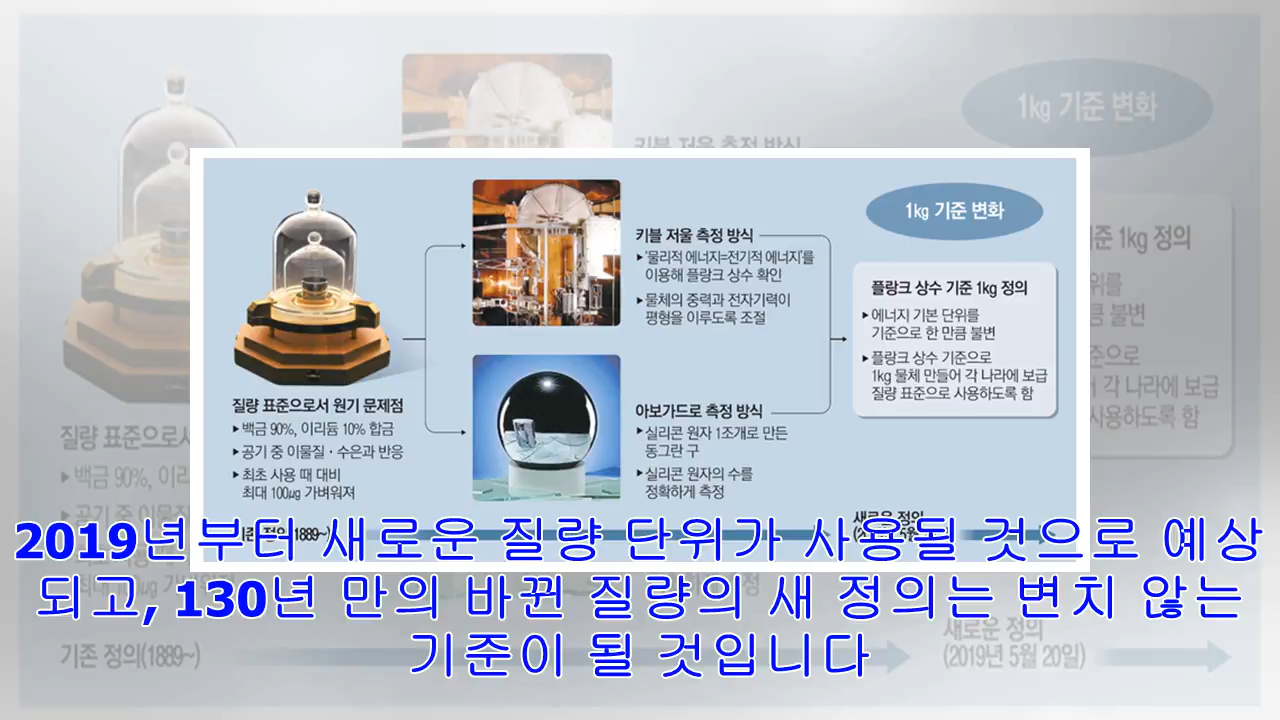 1kg 기준 변화
키블 저울 측정 방식
▸'물리적 에너지=전기적 에너지'를
이용해 플랑크 상수 확인
▸물체의 중력과 전자기력이
평형을 이루도록 조절
플랑크 상수 기준 1kg 정의
▸에너지 기본 단위를
기준으로 한 만큼 불변
▸플랑크 상수 기준으로
1kg 물체 만들어 각 나라에 보급
질량 표준으로 사용하도록 함
질량 표준으로서 원기 문제점
▸백금 90%, 이리듐 10% 합금
▸공기 중 이물질·수은과 반응
▸최초 사용 때 대비
최대 100µg 가벼워져
아보가드로 측정 방식
▸실리콘 원자 1조개로 만든
동그란 구
▸실리콘 원자의 수를
정확하게 측정
2019년부터 새로운 질량 단위가 사용될 것으로 예상
되고, 130년 만의 바뀐 질량의 새 정의는 변치 않는
기준이 될 것입니다
기존 정의(1889~)
새로운 정의
(2019년 5월 20일)